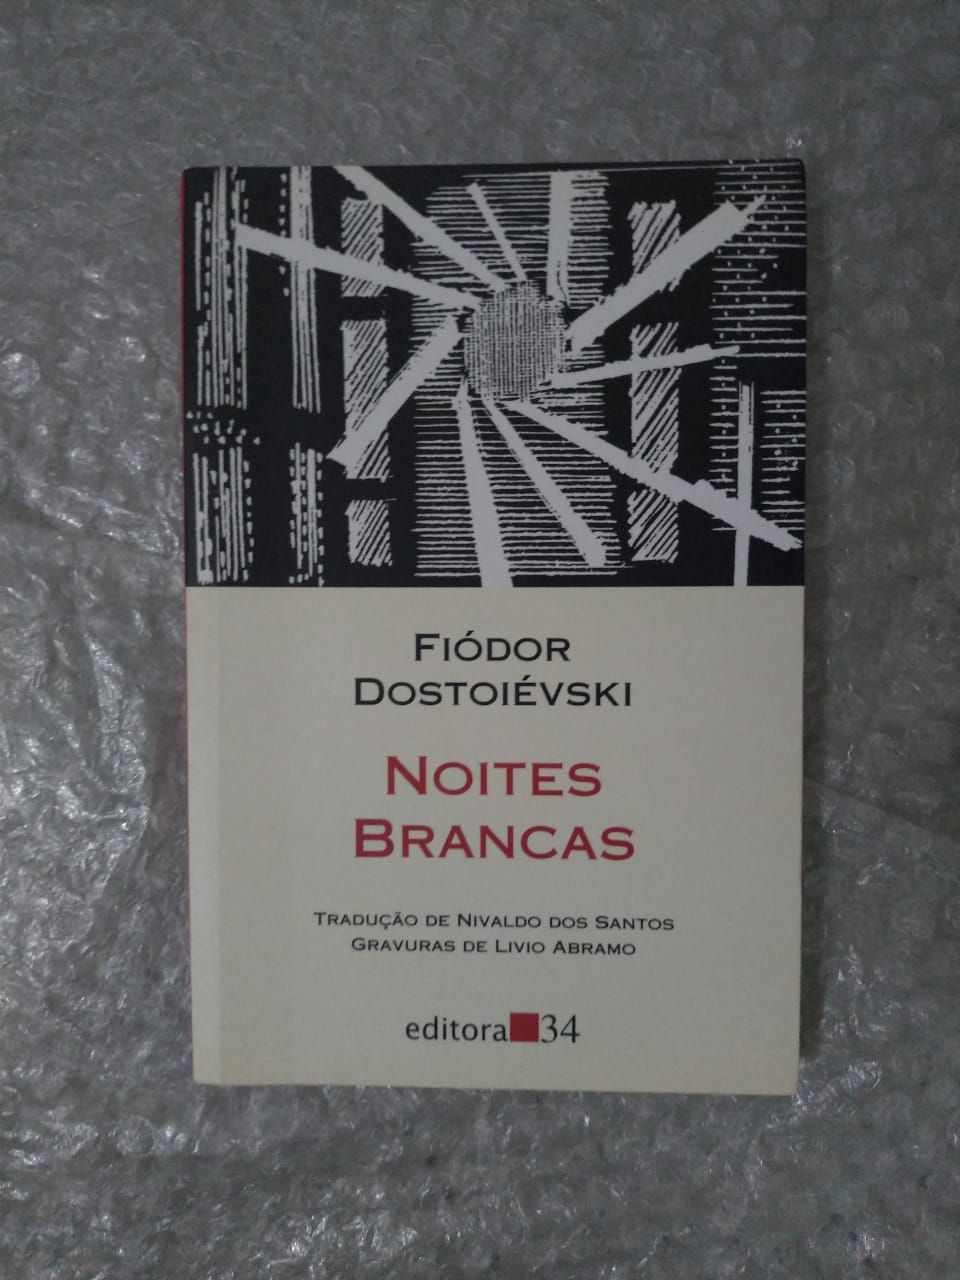 Fiódor
Dostoiévski
Noites
Brancas
Tradução de Nivaldo dos Santos
Gravuras de Livio Abramo
editora 34